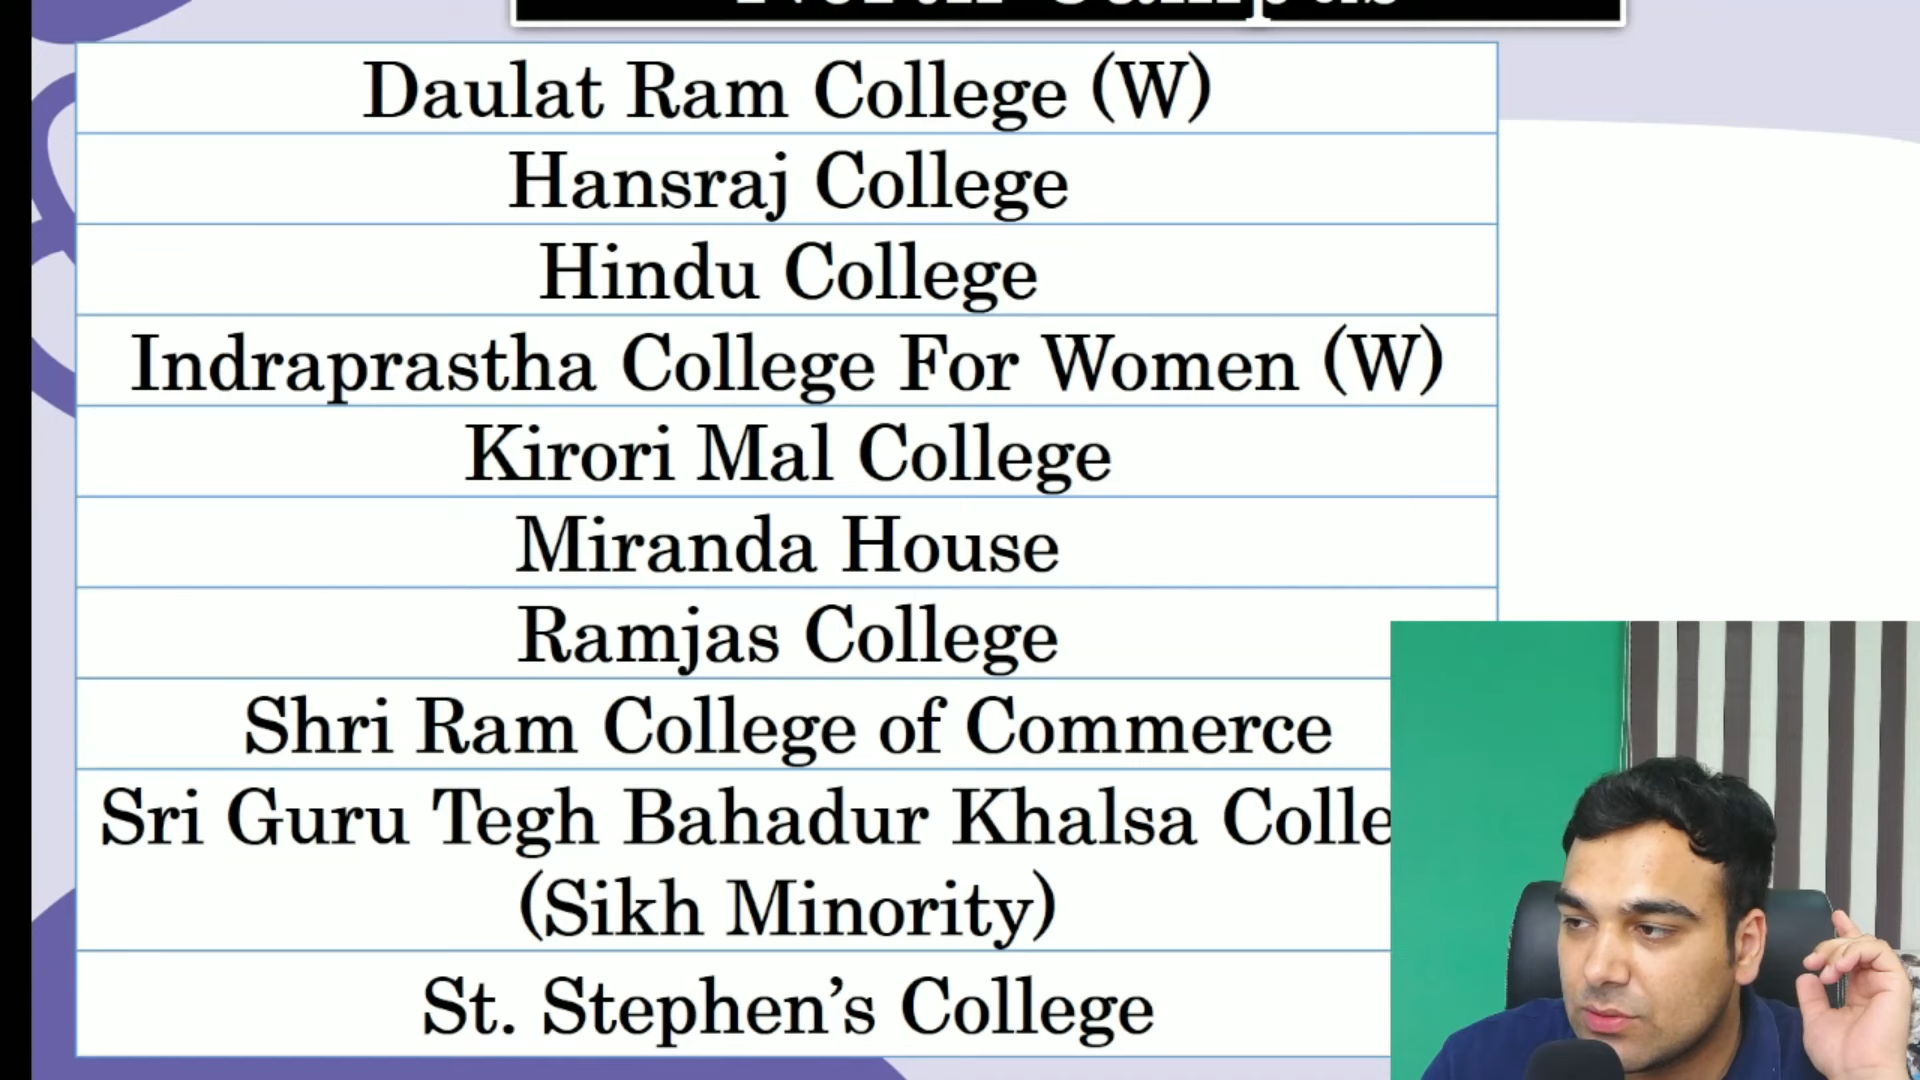 Daulat Ram College (W)
Hansraj College
Hindu College
Indraprastha College For Women (W)
Kirori Mal College
Miranda House
Ramjas College
Shri Ram College of Commerce
Sri Guru Tegh Bahadur Khalsa Colle
(Sikh Minority)
St. Stephen’s College